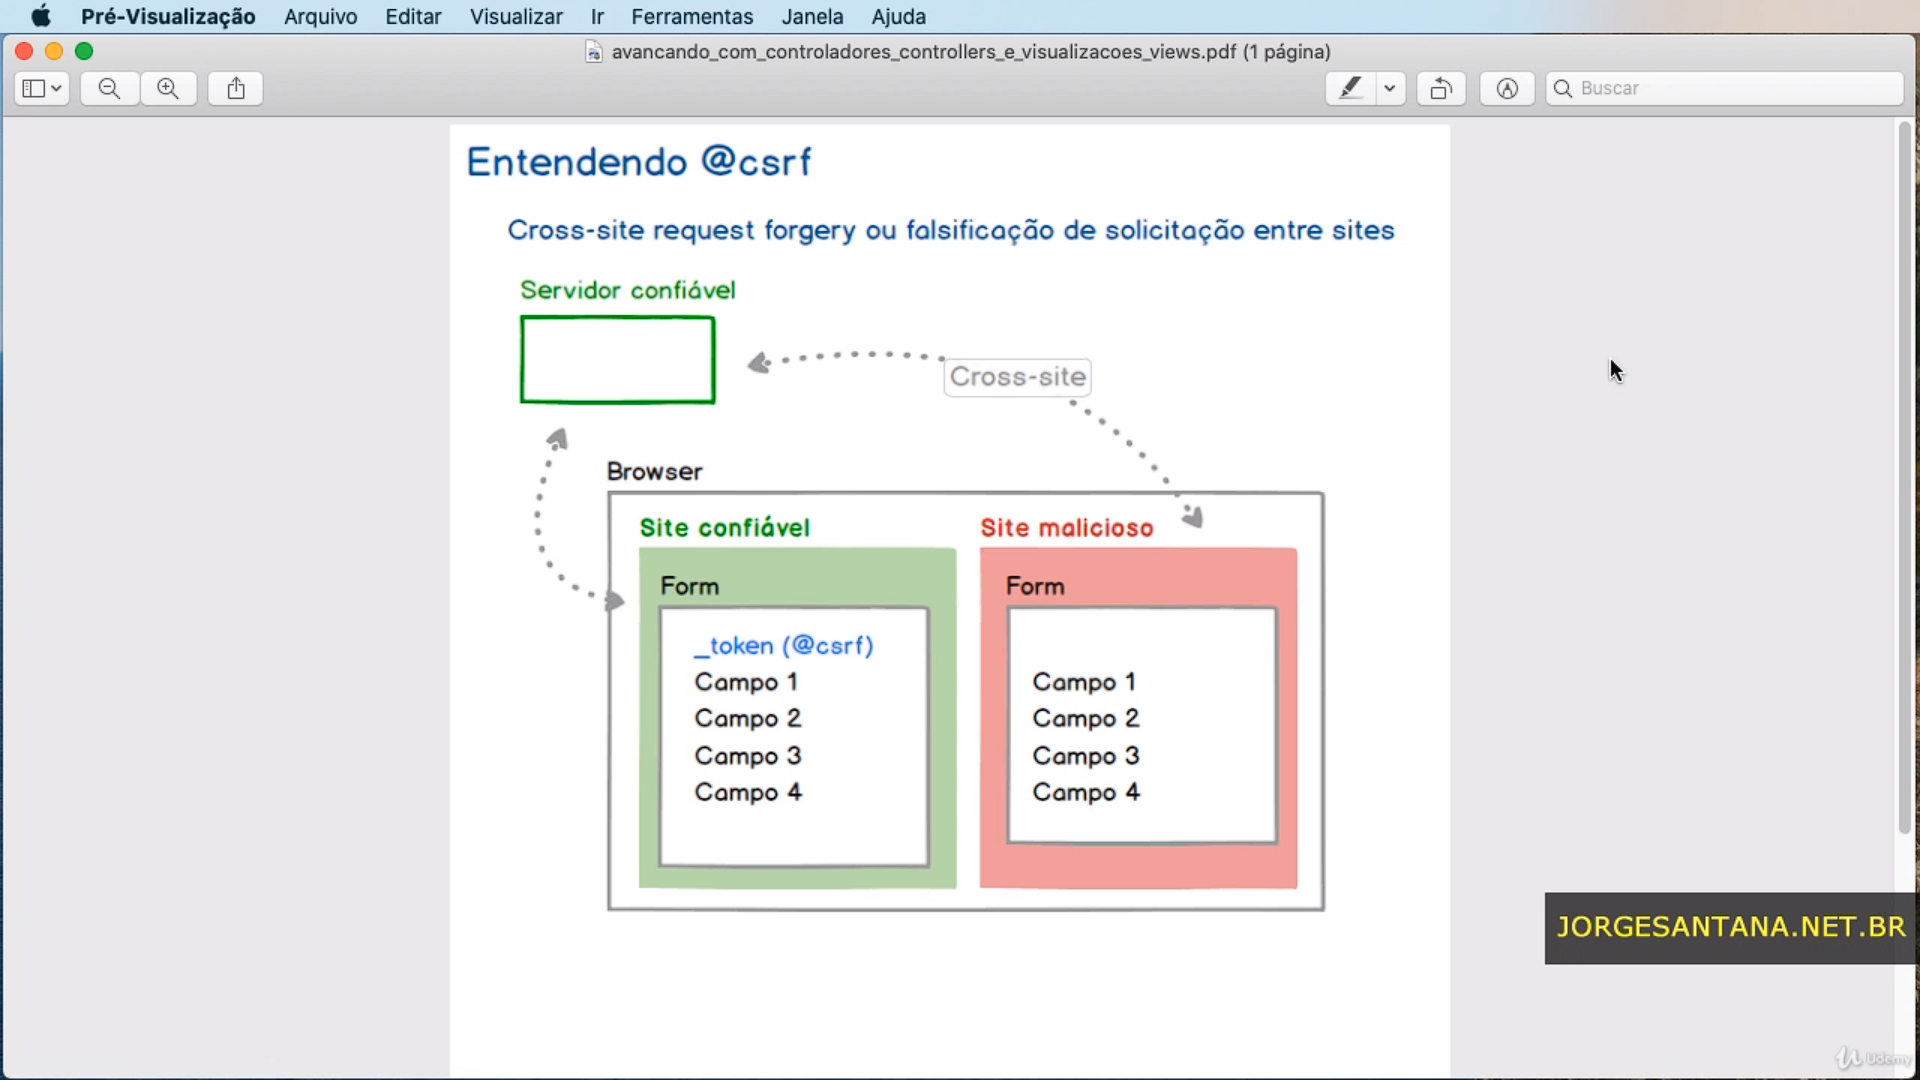 Pré-Visualização Arquivo Editar Visualizar Ir Ferramentas Janela Ajuda
avancando_com_controladores_controllers_e_visualizacoes_views.pdf (1 página)
Buscar
Entendendo @csrf
Cross-site request forgery ou falsificação de solicitação entre sites
Servidor confiável
Cross-site
Browser
Site confiável
Form
_token (@csrf)
Campo 1
Campo 2
Campo 3
Campo 4
Site malicioso
Form
Campo 1
Campo 2
Campo 3
Campo 4
JORGESANTANA.NET.BR
Udemy